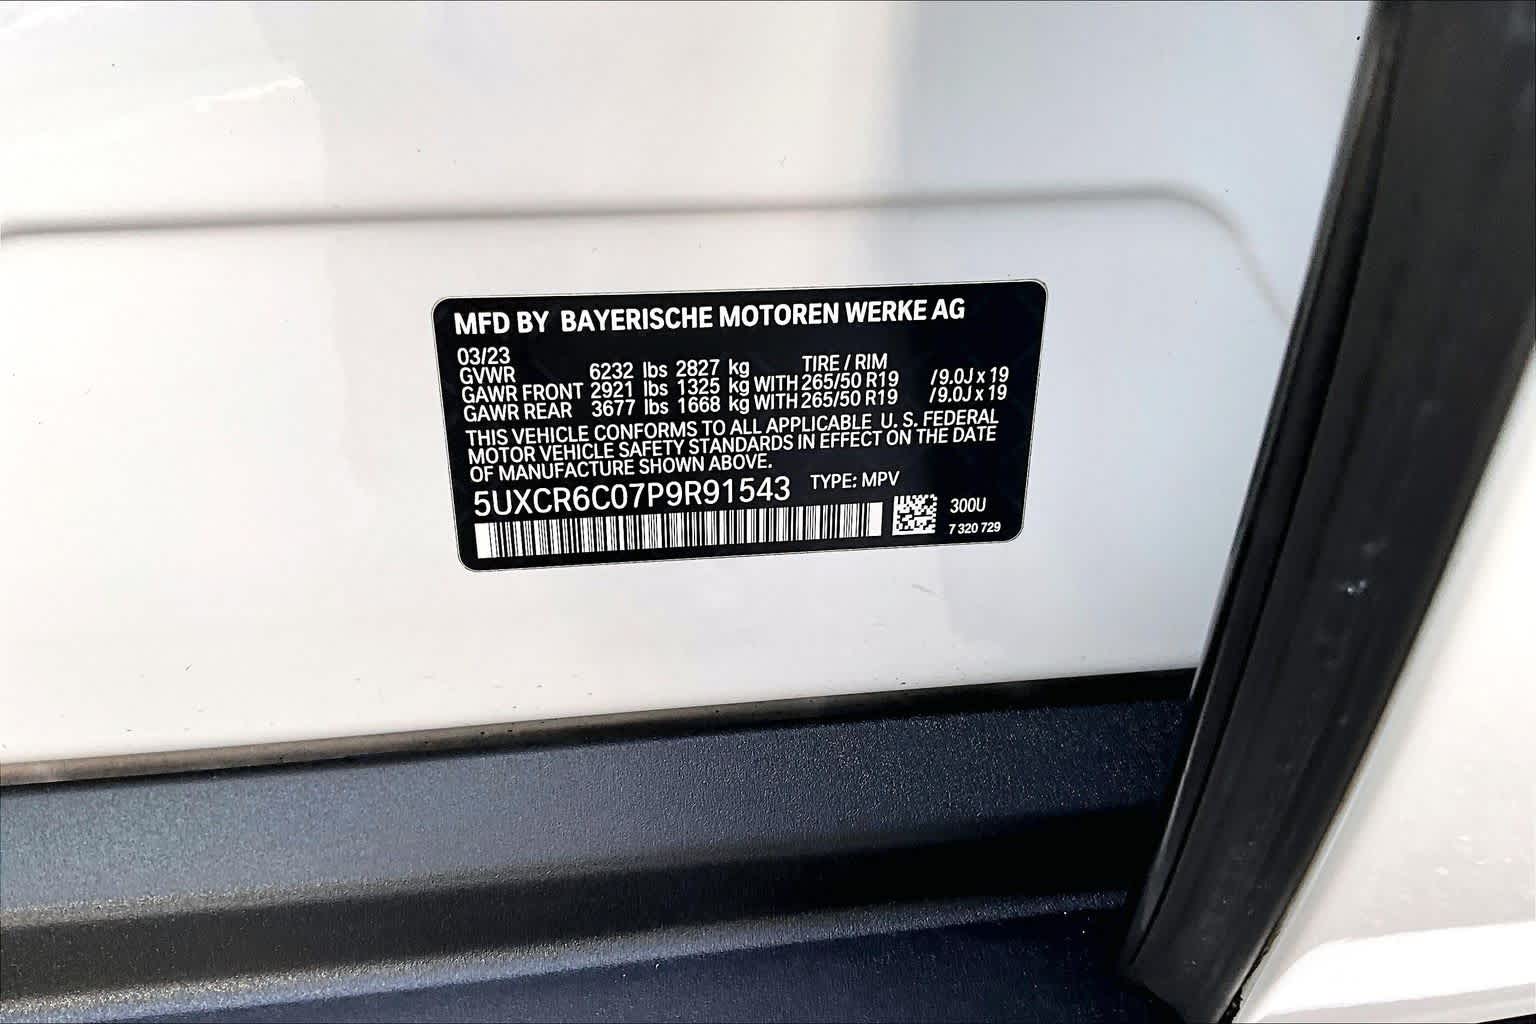 MFD BY BAYERISCHE MOTOREN WERKE AG
03/23 TIRE / RIM
GVWR 6232 lbs 2827 kg
GAWR FRONT 2921 lbs 1325 kg WITH 265/50 R19 /9.0J x 19
GAWR REAR 3677 lbs 1668 kg WITH 265/50 R19 /9.0J x 19
THIS VEHICLE CONFORMS TO ALL APPLICABLE U. S. FEDERAL
MOTOR VEHICLE SAFETY STANDARDS IN EFFECT ON THE DATE
OF MANUFACTURE SHOWN ABOVE.
5UXCR6C07P9R91543 TYPE: MPV
300U
7 320 729